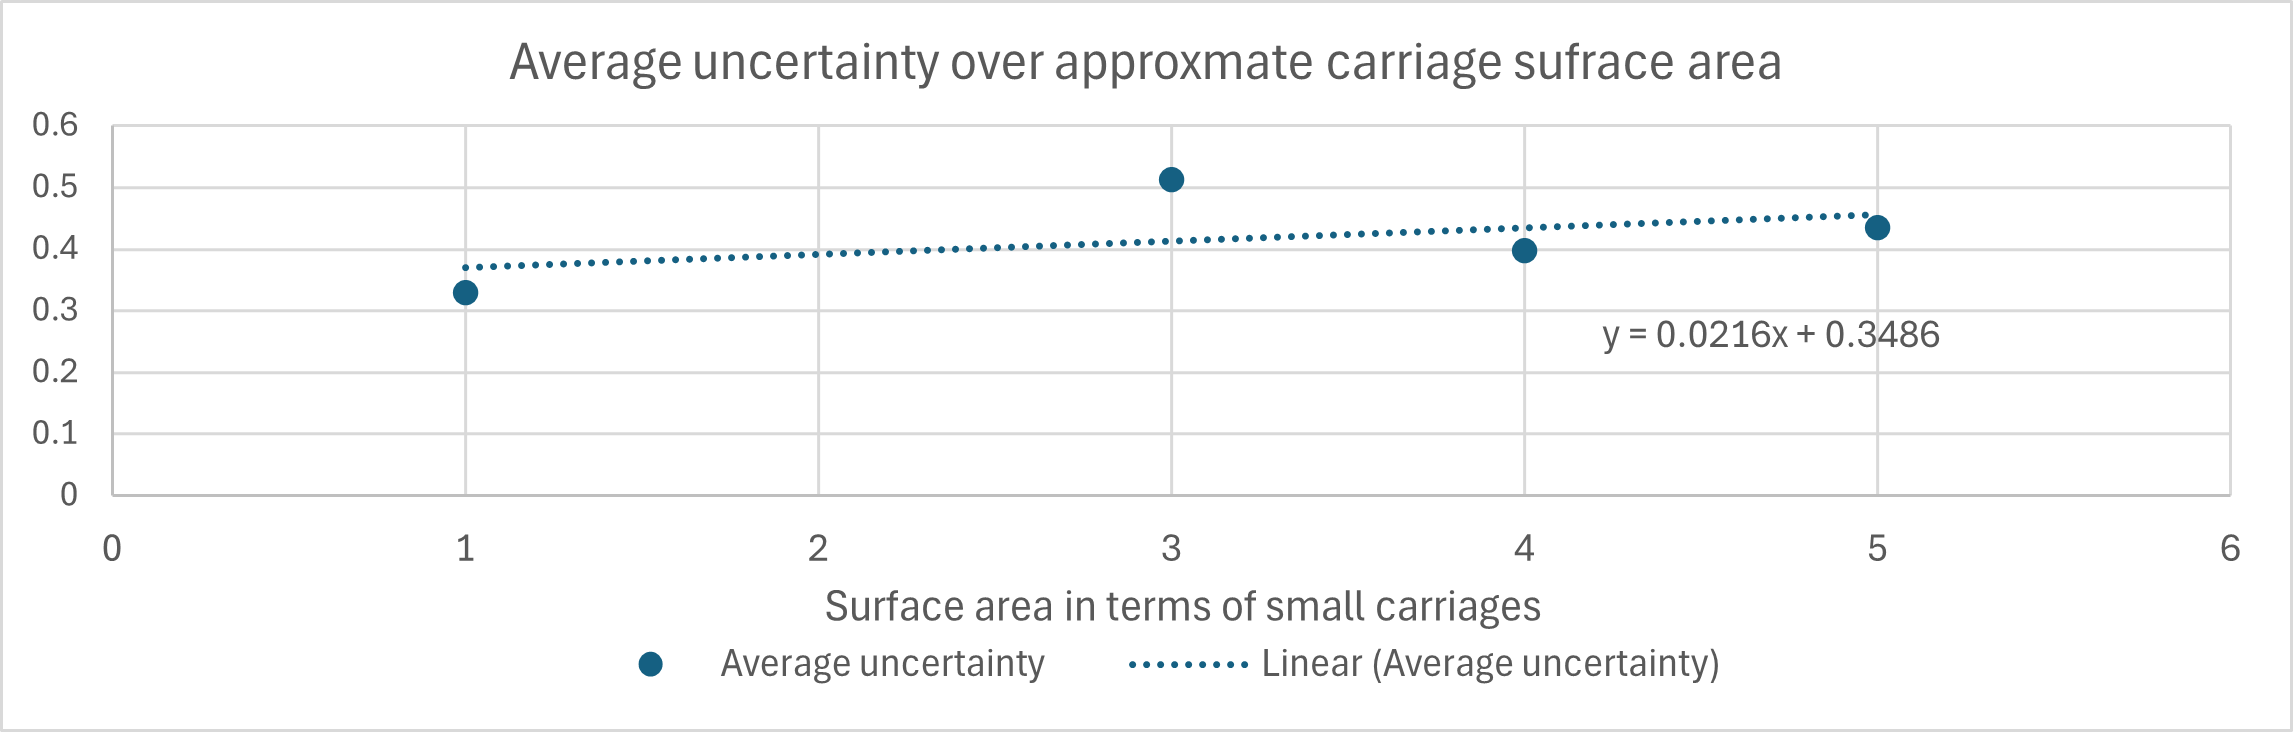 Average uncertainty over approxmate carriage sufrace area
0.6
0.5
0.4
0.3
0.2
0.1
0
y = 0.0216x + 0.3486
0 1 2 3 4 5 6
Surface area in terms of small carriages
Average uncertainty Linear (Average uncertainty)